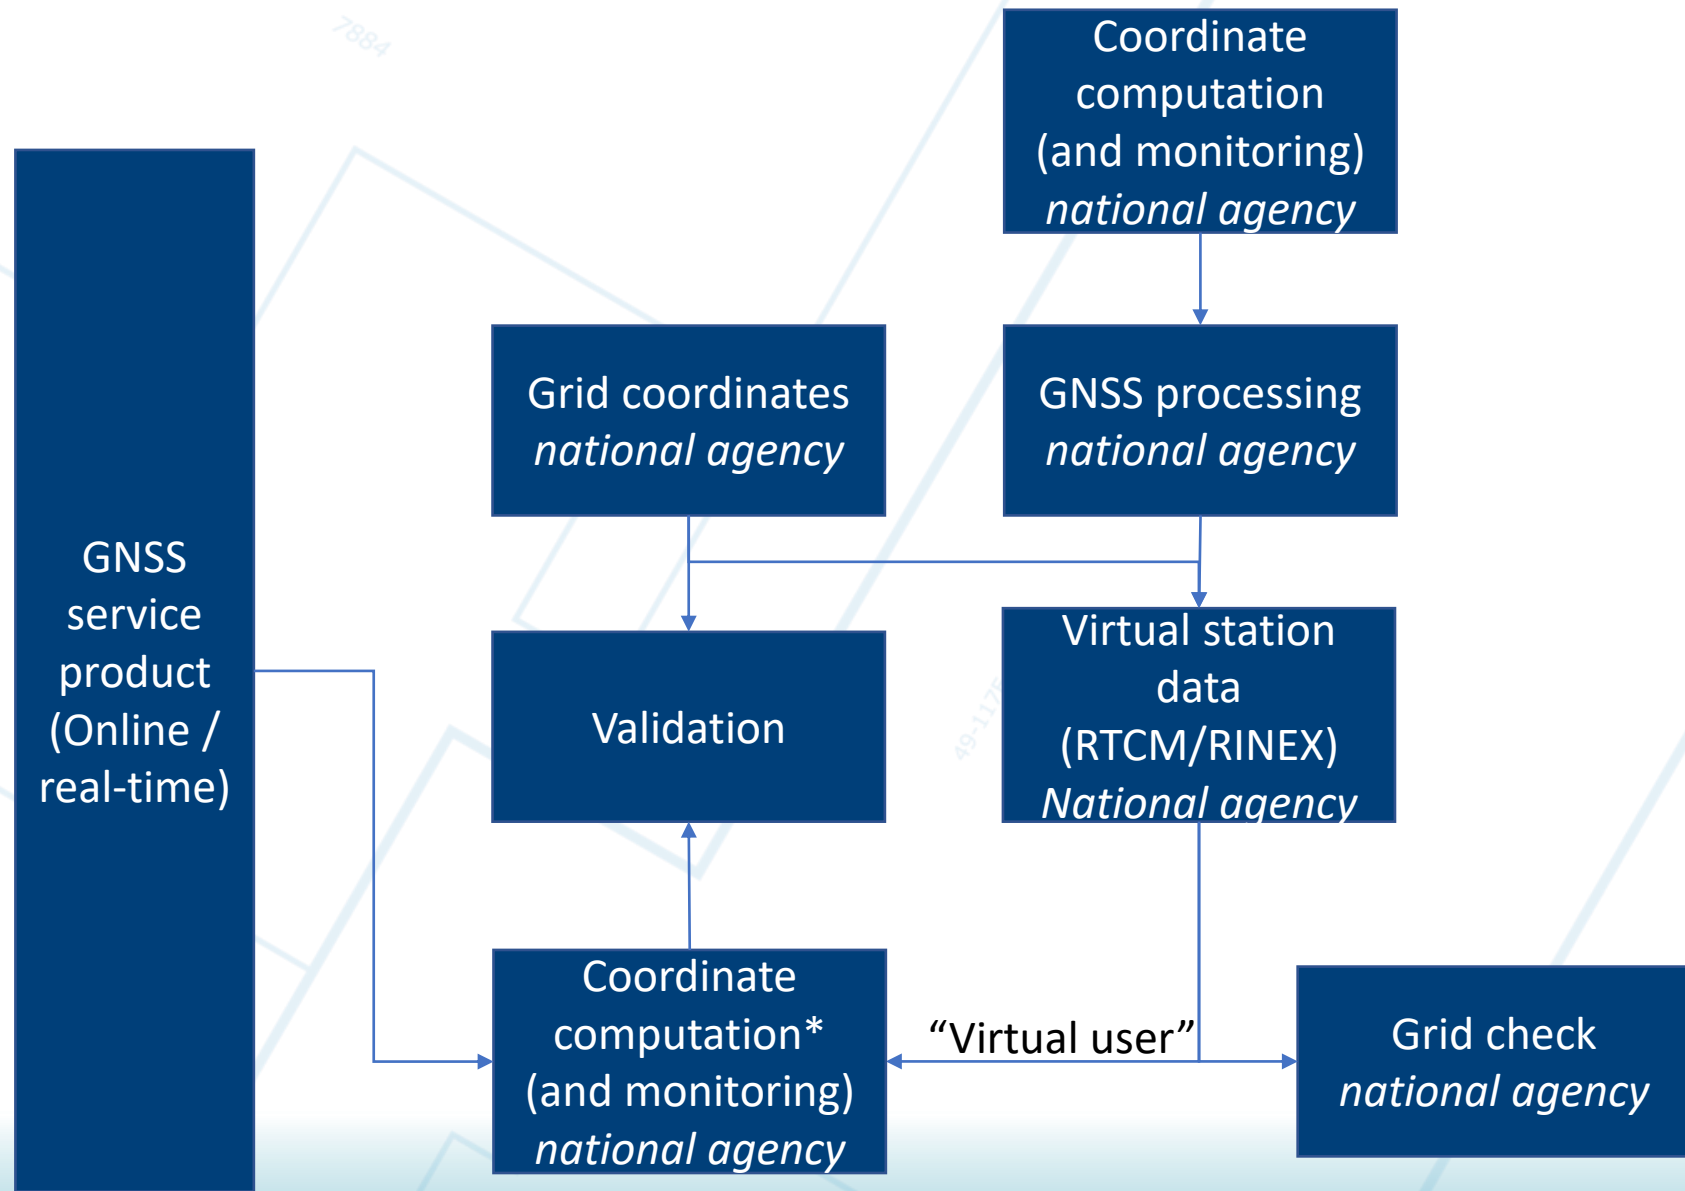 7884
Coordinate
computation
(and monitoring)
national agency
Grid coordinates
national agency
GNSS processing
national agency
GNSS
service
product
(Online /
real-time)
Validation
Virtual station
data
(RTCM/RINEX)
National agency
Coordinate
computation*
(and monitoring)
national agency
“Virtual user”
Grid check
national agency